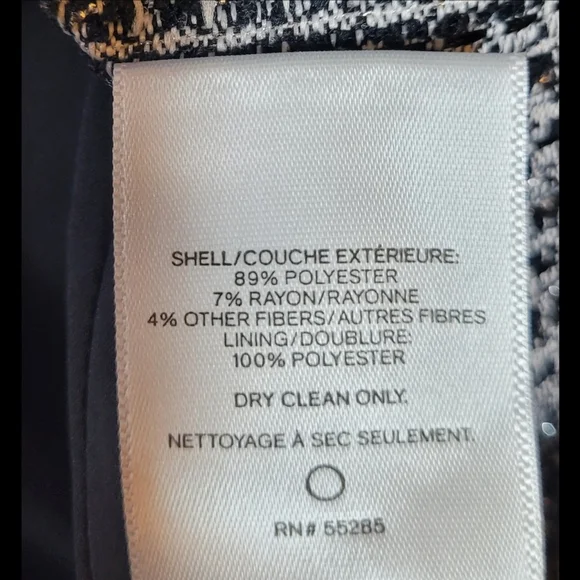 SHELL/COUCHE EXTÉRIEURE:
89% POLYESTER
7% RAYON/RAYONNE
4% OTHER FIBERS/AUTRES FIBRES
LINING/DOUBLURE:
100% POLYESTER
DRY CLEAN ONLY.
NETTOYAGE À SEC SEULEMENT.
RN# 55285